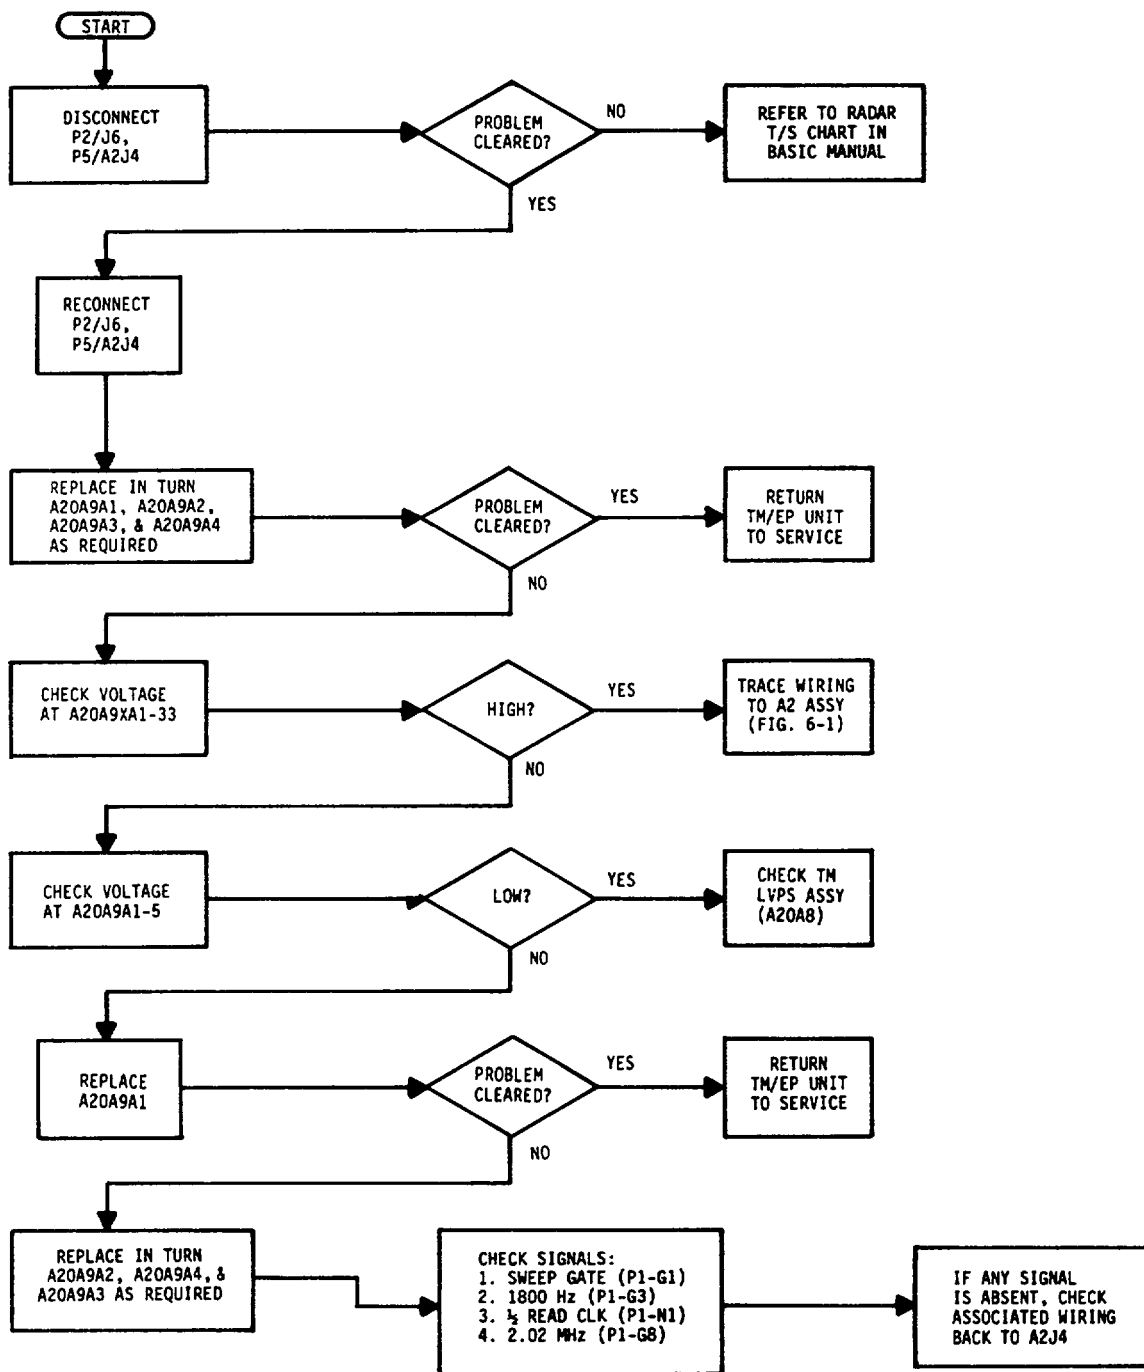 START
DISCONNECT
P2/J6,
P5/A2J4
PROBLEM
CLEARED?
NO
REFER TO RADAR
T/S CHART IN
BASIC MANUAL
YES
RECONNECT
P2/J6,
P5/A2J4
REPLACE IN TURN
A20A9A1, A20A9A2,
A20A9A3, & A20A9A4
AS REQUIRED
PROBLEM
CLEARED?
YES
RETURN
TM/EP UNIT
TO SERVICE
NO
CHECK VOLTAGE
AT A20A9XA1-33
HIGH?
YES
TRACE WIRING
TO A2 ASSY
(FIG. 6-1)
NO
CHECK VOLTAGE
AT A20A9A1-5
LOW?
YES
CHECK TM
LVPS ASSY
(A20A8)
NO
REPLACE
A20A9A1
PROBLEM
CLEARED?
YES
RETURN
TM/EP UNIT
TO SERVICE
NO
REPLACE IN TURN
A20A9A2, A20A9A4, &
A20A9A3 AS REQUIRED
CHECK SIGNALS:
1. SWEEP GATE (P1-G1)
2. 1800 Hz (P1-G3)
3. ½ READ CLK (P1-N1)
4. 2.02 MHz (P1-G8)
IF ANY SIGNAL
IS ABSENT, CHECK
ASSOCIATED WIRING
BACK TO A2J4